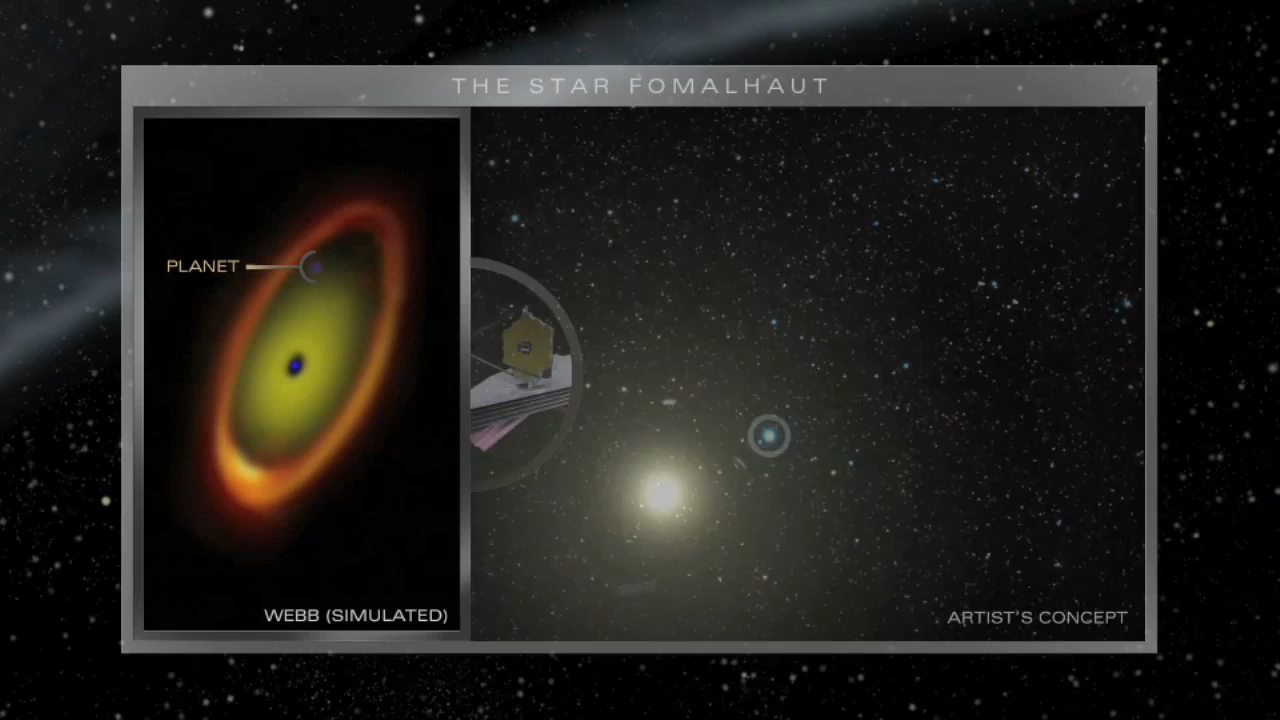 THE STAR FOMALHAUT
PLANET
WEBB (SIMULATED)
ARTIST'S CONCEPT